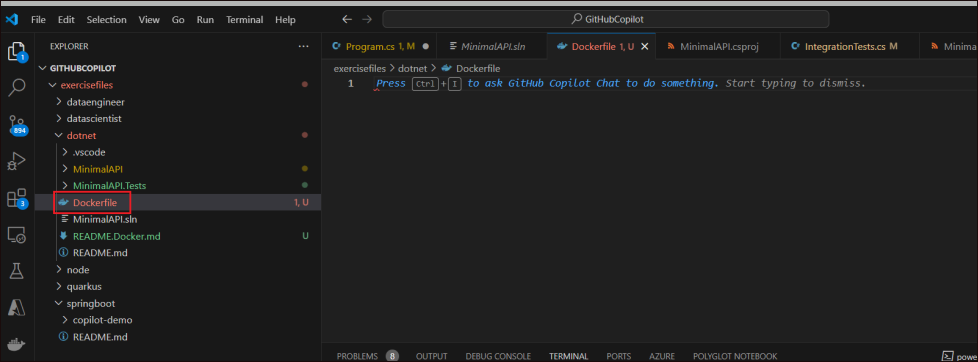 File Edit Selection View Go Run Terminal Help GitHubCopilot
EXPLORER
Program.cs 1, M MinimalAPI.sln Dockerfile 1, U MinimalAPI.csproj IntegrationTests.cs M Minima
GITHUBCOPILOT
exercisefiles > dotnet > Dockerfile
1 Press Ctrl+I to ask GitHub Copilot Chat to do something. Start typing to dismiss.
exercisefiles
dataengineer
datascientist
dotnet
.vscode
MinimalAPI
MinimalAPI.Tests
Dockerfile 1, U
MinimalAPI.sln
README.Docker.md U
README.md
node
quarkus
springboot
copilot-demo
README.md
1
894
3
PROBLEMS 8 OUTPUT DEBUG CONSOLE TERMINAL PORTS AZURE POLYGLOT NOTEBOOK powe